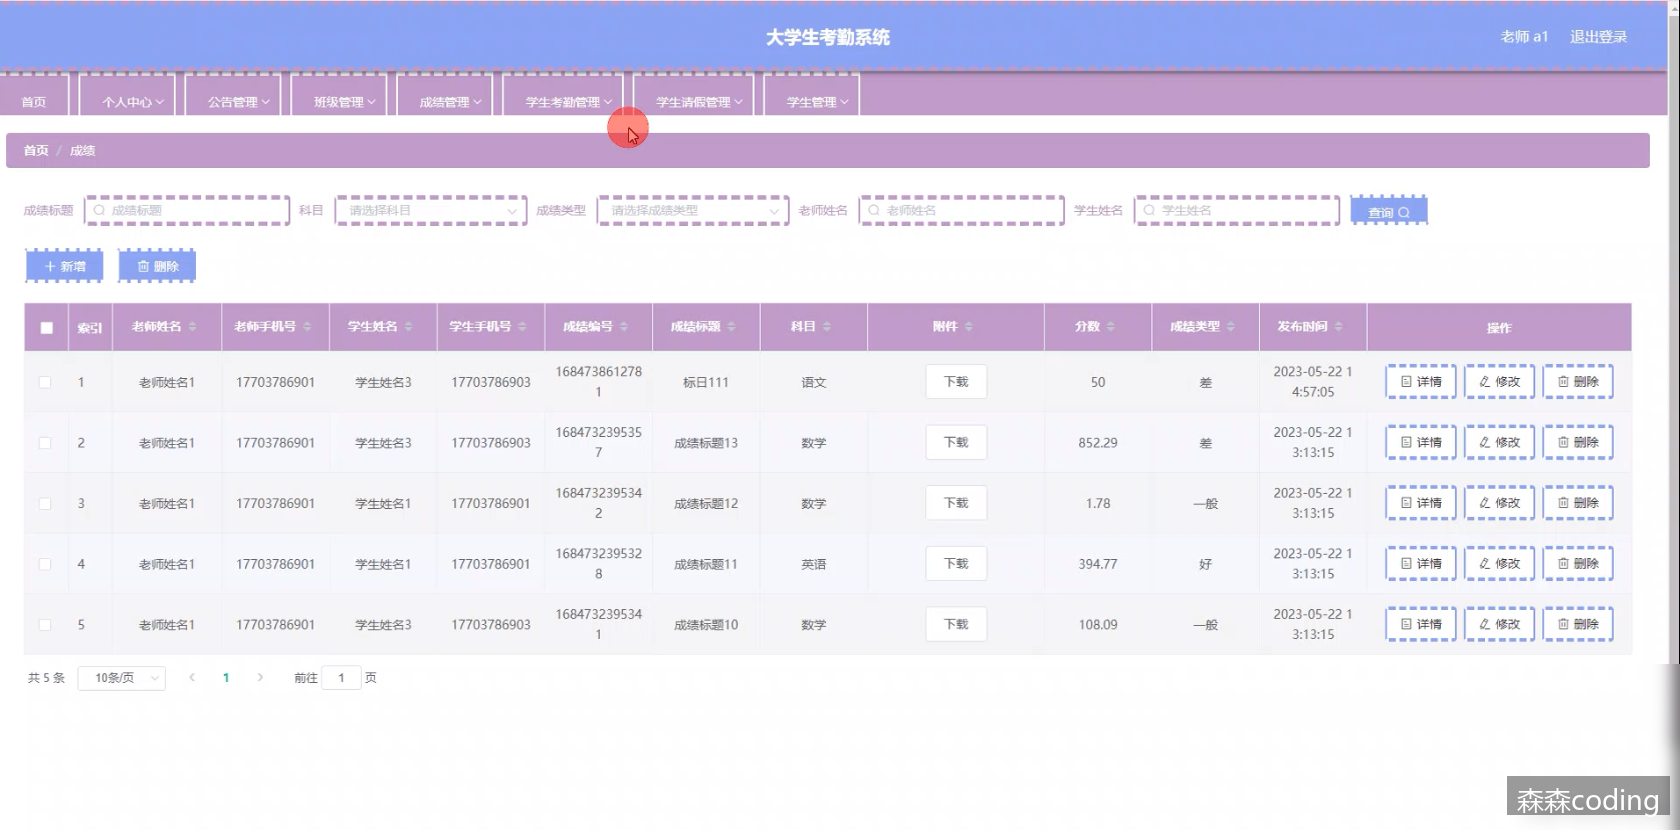 大学生考勤系统
老师 a1 退出登录
首页 个人中心 公告管理 班级管理 成绩管理 学生考勤管理 学生请假管理 学生管理
首页 / 成绩
成绩标题 成绩标题 科目 请选择科目 成绩类型 请选择成绩类型 老师姓名 老师姓名 学生姓名 学生姓名 查询
新增 删除
索引 老师姓名 老师手机号 学生姓名 学生手机号 成绩编号 成绩标题 科目 附件 分数 成绩类型 发布时间 操作
1 老师姓名1 17703786901 学生姓名3 17703786903 1684738612781 标日111 语文 下载 50 差 2023-05-22 14:57:05 详情 修改 删除
2 老师姓名1 17703786901 学生姓名3 17703786903 1684732395357 成绩标题13 数学 下载 852.29 差 2023-05-22 13:13:15 详情 修改 删除
3 老师姓名1 17703786901 学生姓名1 17703786901 1684732395342 成绩标题12 数学 下载 1.78 一般 2023-05-22 13:13:15 详情 修改 删除
4 老师姓名1 17703786901 学生姓名1 17703786901 1684732395328 成绩标题11 英语 下载 394.77 好 2023-05-22 13:13:15 详情 修改 删除
5 老师姓名1 17703786901 学生姓名3 17703786903 1684732395341 成绩标题10 数学 下载 108.09 一般 2023-05-22 13:13:15 详情 修改 删除
共 5 条 10条/页 1 前往 1 页
森森coding